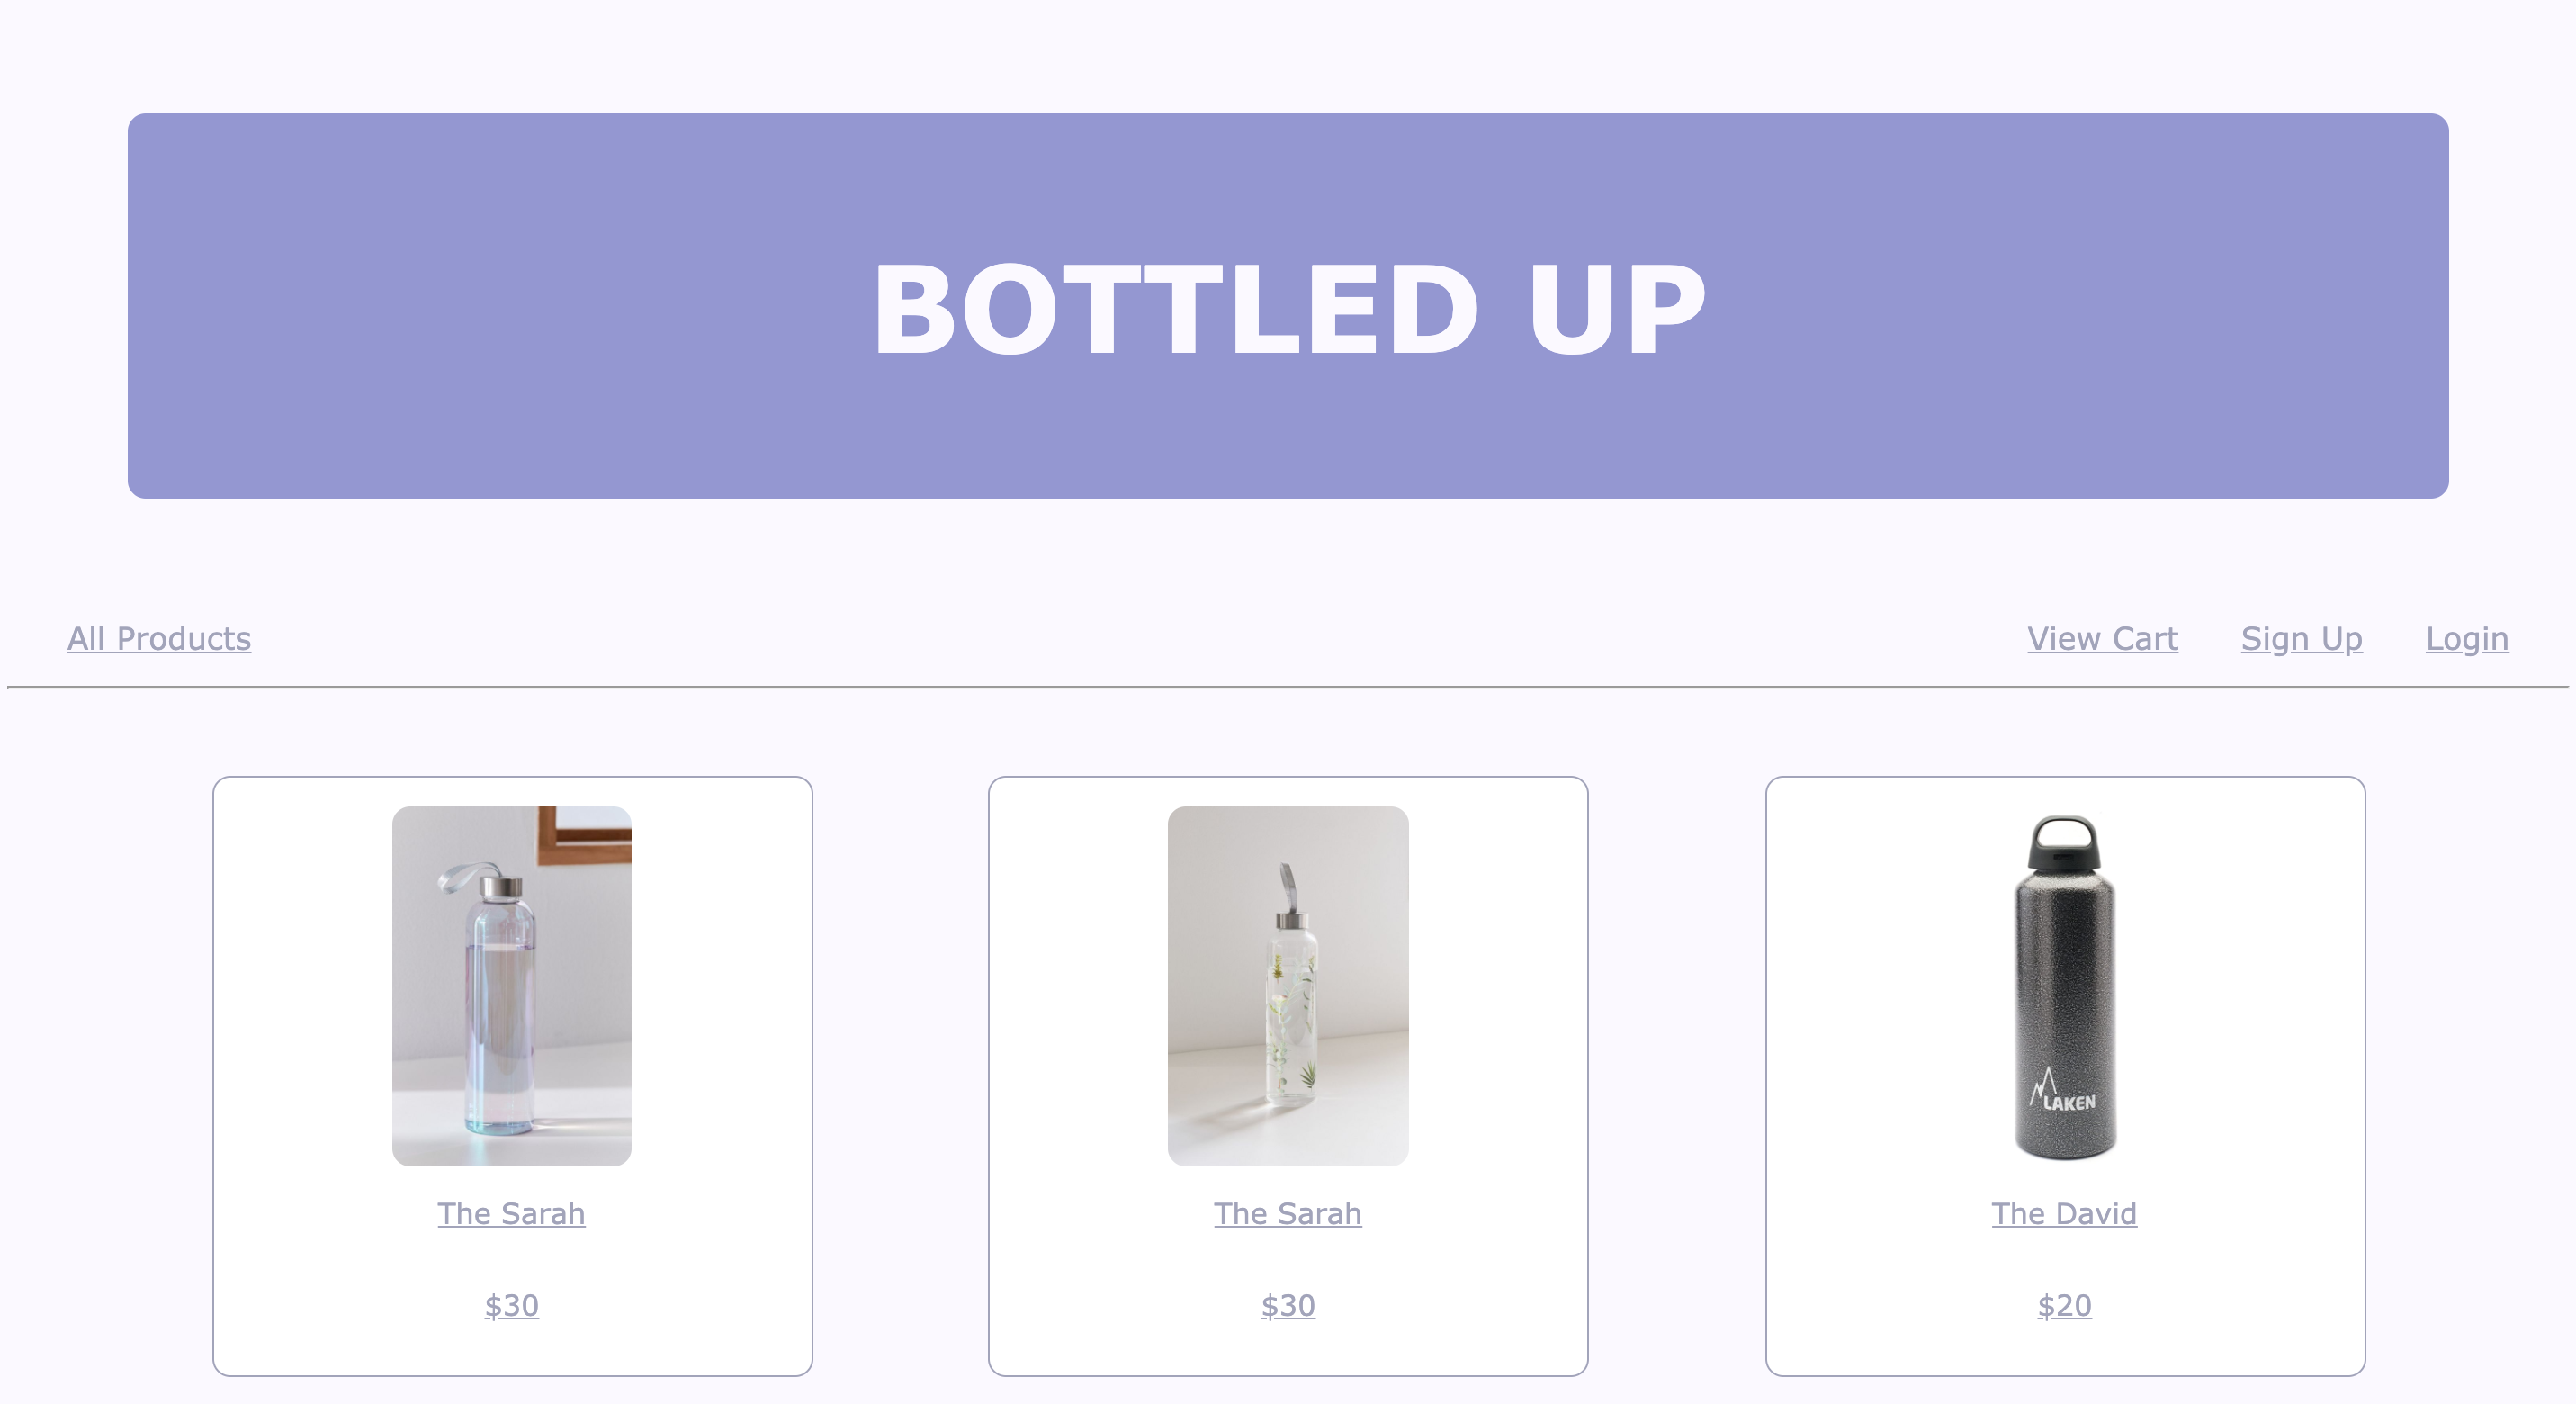 BOTTLED UP
All Products View Cart Sign Up Login
LAKEN
The Sarah The Sarah The David
$30 $30 $20